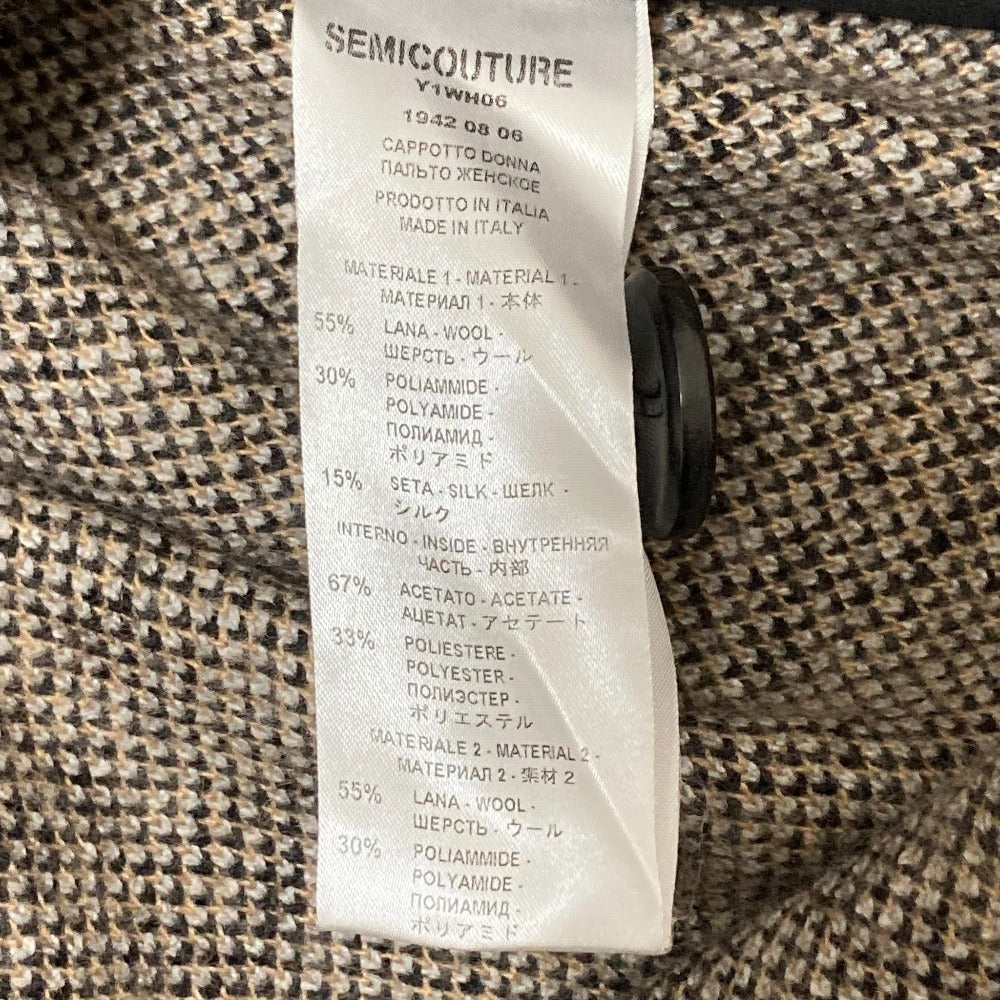 SEMICOUTURE
Y1WH06
1942 08 06
CAPPOTTO DONNA
ПАЛЬТО ЖЕНСКОЕ
PRODOTTO IN ITALIA
MADE IN ITALY
MATERIALE 1 - MATERIAL 1 -
МАТЕРИАЛ 1 - 本体
55% LANA - WOOL -
ШЕРСТЬ - ウール
30% POLIAMMIDE -
POLYAMIDE -
ПОЛИАМИД -
ポリアミド
15% SETA - SILK - ШЕЛК -
シルク
INTERNO - INSIDE - ВНУТРЕННЯЯ
ЧАСТЬ - 内部
67% ACETATO - ACETATE -
АЦЕТАТ - アセテート
33% POLIESTERE -
POLYESTER -
ПОЛИЭСТЕР -
ポリエステル
MATERIALE 2 - MATERIAL 2 -
МАТЕРИАЛ 2 - 素材 2
55% LANA - WOOL -
ШЕРСТЬ - ウール
30% POLIAMMIDE -
POLYAMIDE -
ПОЛИАМИД -
ポリアミド